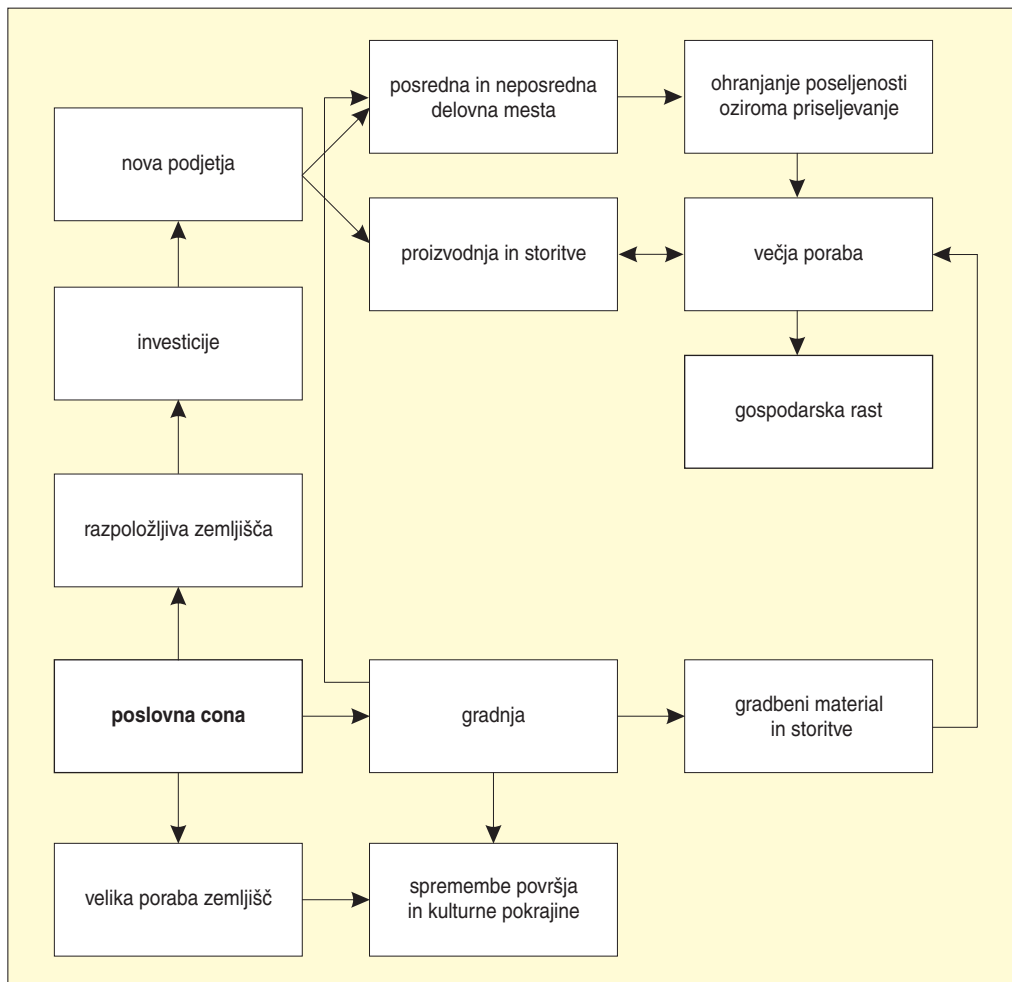 posredna in neposredna
delovna mesta
ohranjanje poseljenosti
oziroma priseljevanje
nova podjetja
proizvodnja in storitve
večja poraba
investicije
gospodarska rast
razpoložljiva zemljišča
poslovna cona
gradnja
gradbeni material
in storitve
velika poraba zemljišč
spremembe površja
in kulturne pokrajine